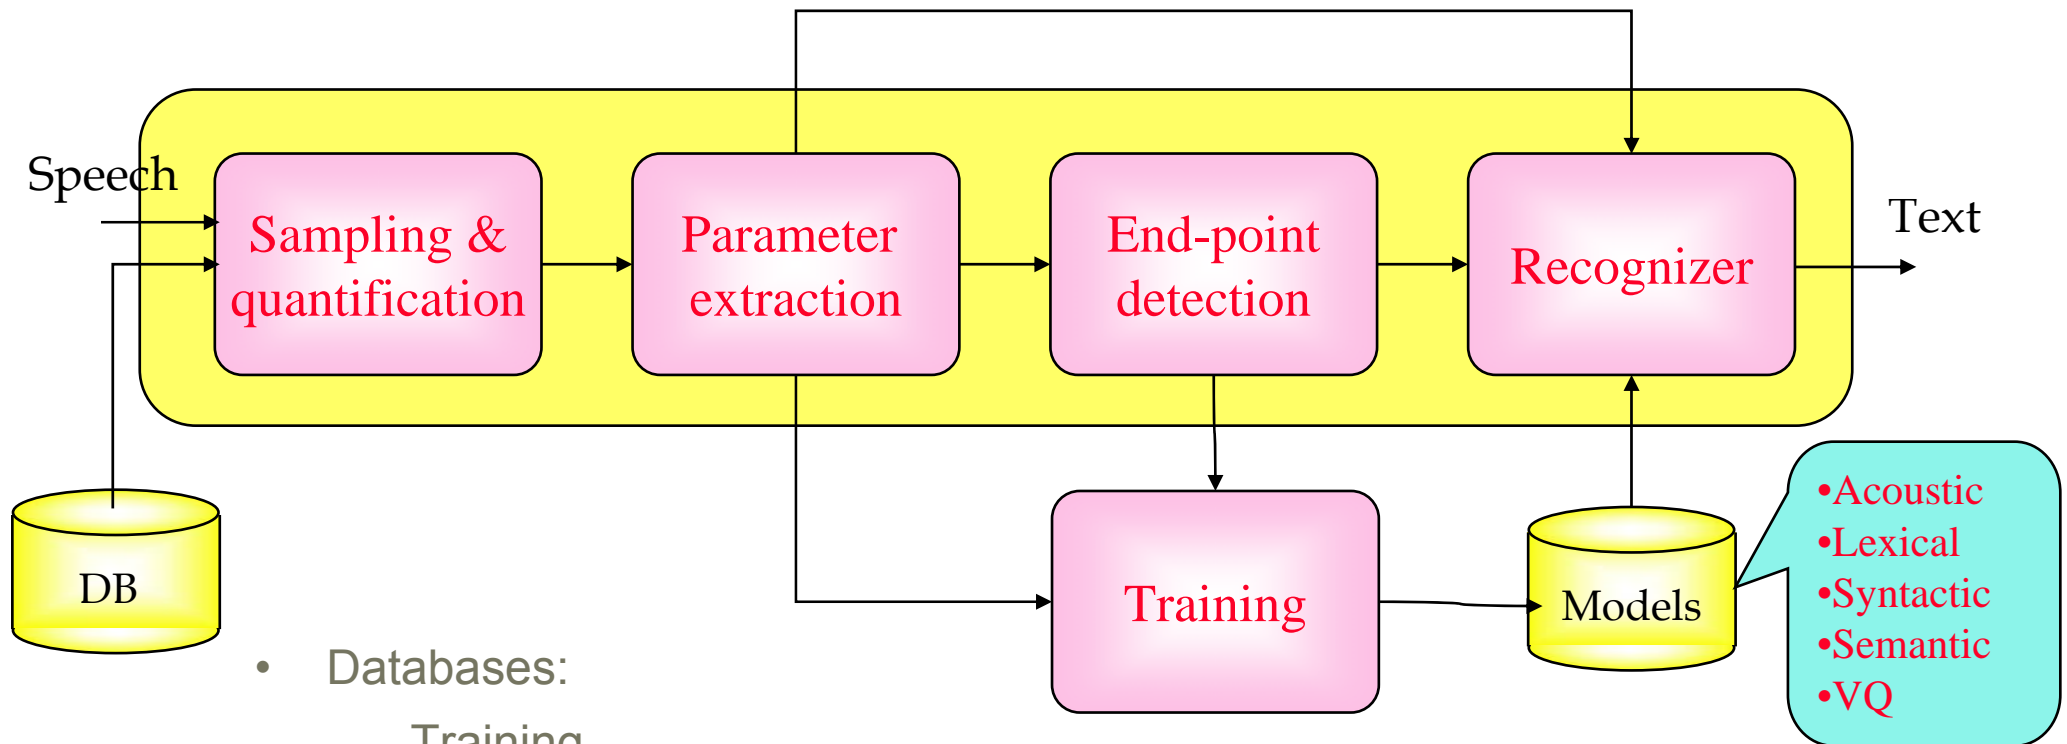 Speech
Sampling &
quantification
Parameter
extraction
End-point
detection
Recognizer
Text
DB
Training
Models
•Acoustic
•Lexical
•Syntactic
•Semantic
•VQ
• Databases:
Training